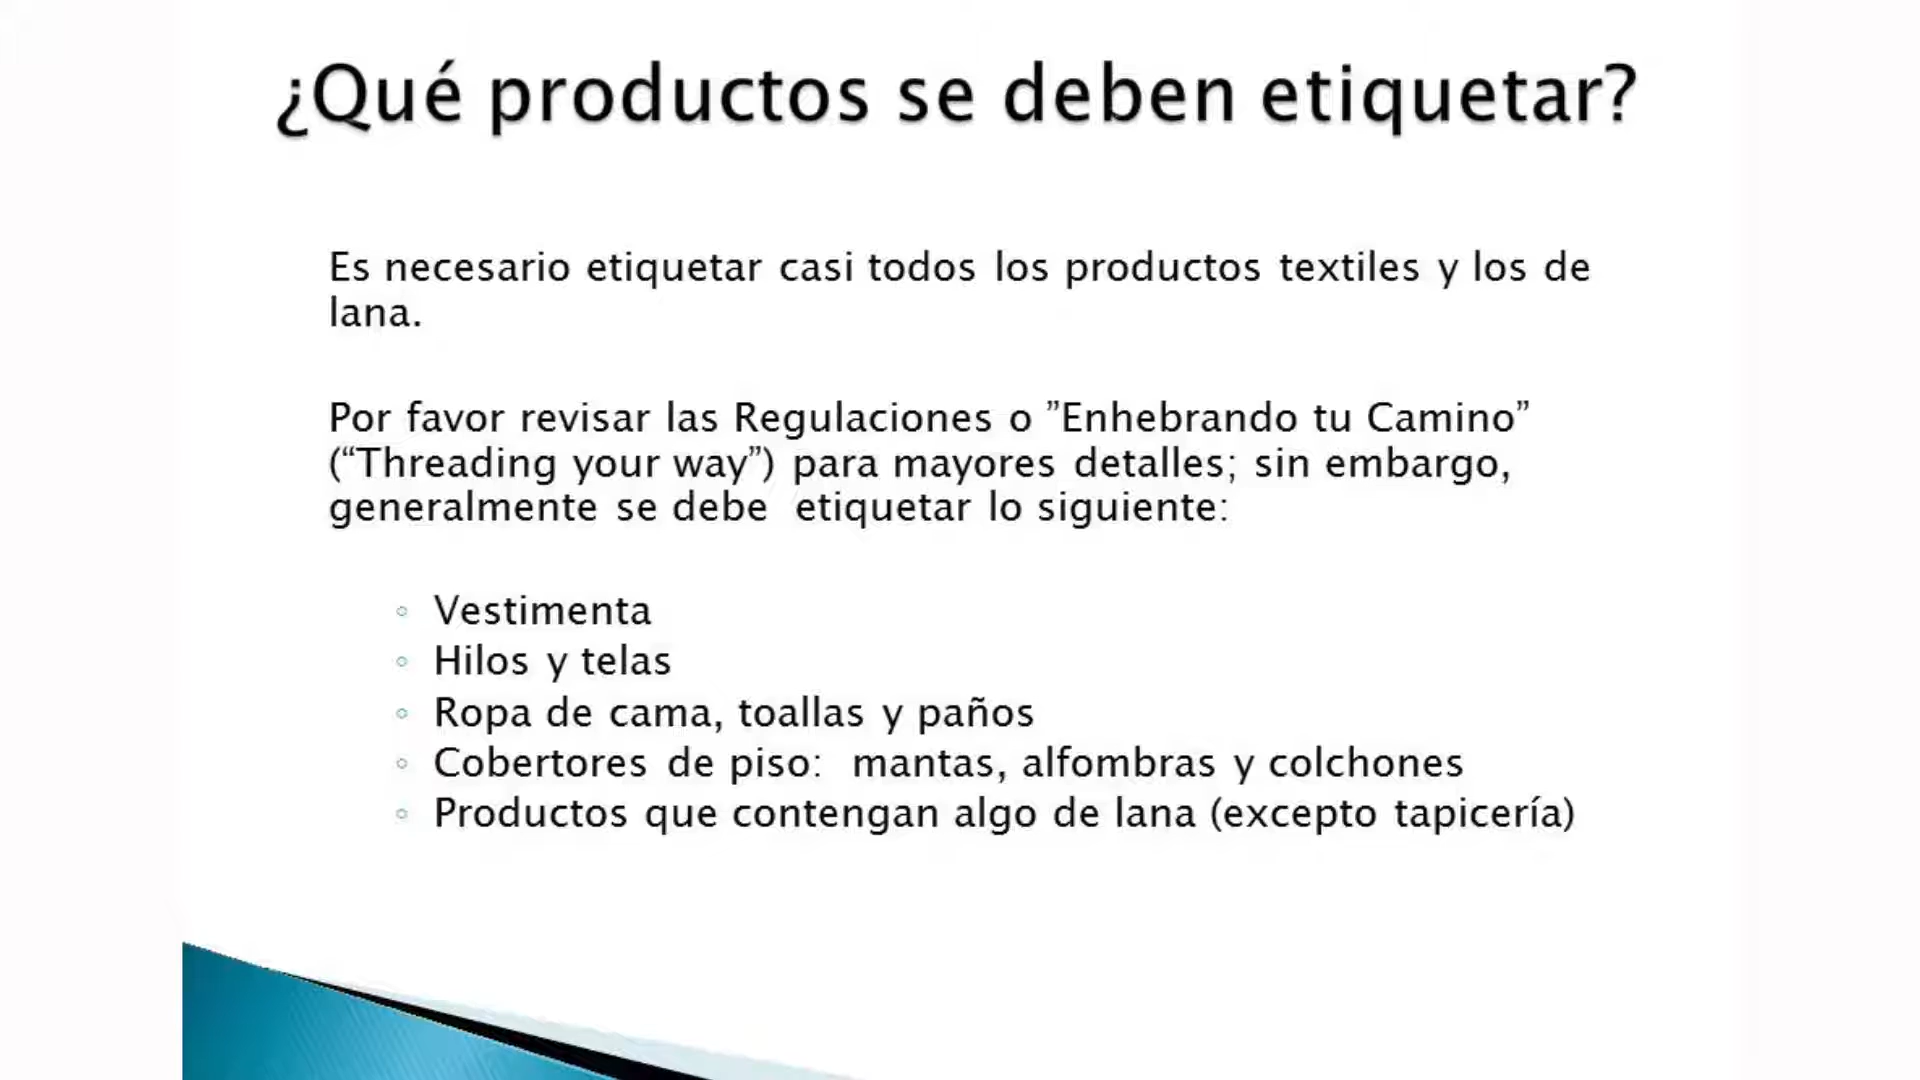 ¿Qué productos se deben etiquetar?
Es necesario etiquetar casi todos los productos textiles y los de
lana.
Por favor revisar las Regulaciones o ”Enhebrando tu Camino”
(“Threading your way”) para mayores detalles; sin embargo,
generalmente se debe  etiquetar lo siguiente:
◦ Vestimenta
◦ Hilos y telas
◦ Ropa de cama, toallas y paños
◦ Cobertores de piso:  mantas, alfombras y colchones
◦ Productos que contengan algo de lana (excepto tapicería)